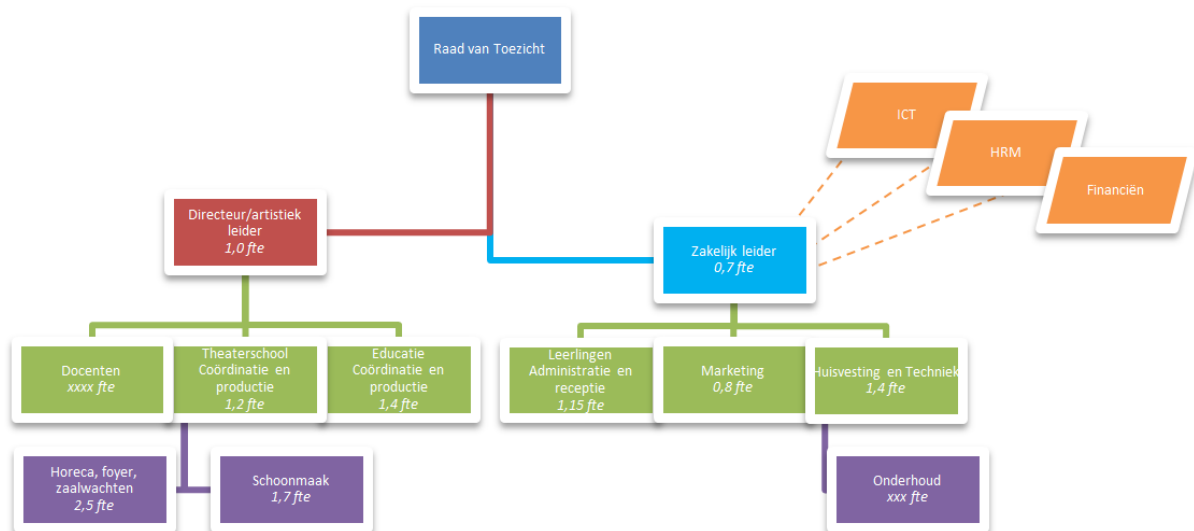 Raad van Toezicht
ICT
HRM
Financiën
Directeur/artistiek
leider
1,0 fte
Zakelijk leider
0,7 fte
Docenten
xxxx fte
Theaterschool
Coördinatie en
productie
1,2 fte
Educatie
Coördinatie en
productie
1,4 fte
Leerlingen
Administratie en
receptie
1,15 fte
Marketing
0,8 fte
Huisvesting en Techniek
1,4 fte
Horeca, foyer,
zaalwachten
2,5 fte
Schoonmaak
1,7 fte
Onderhoud
xxx fte